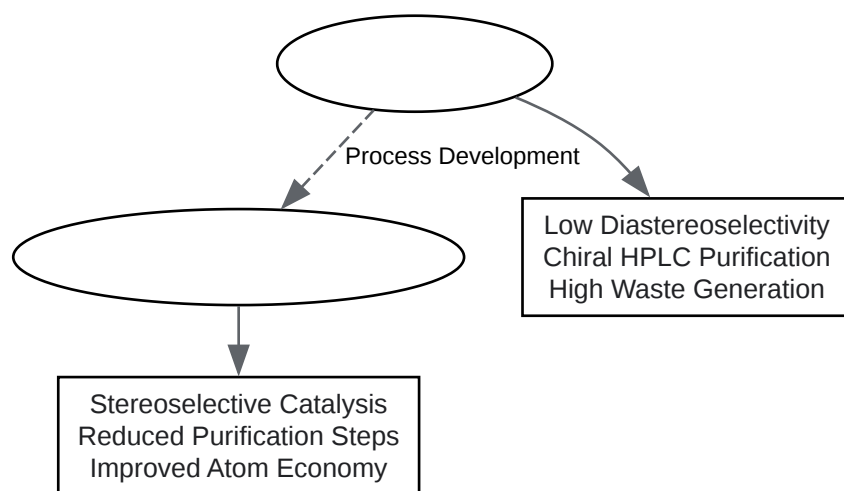 Process Development
Low Diastereoselectivity
Chiral HPLC Purification
High Waste Generation
Stereoselective Catalysis
Reduced Purification Steps
Improved Atom Economy